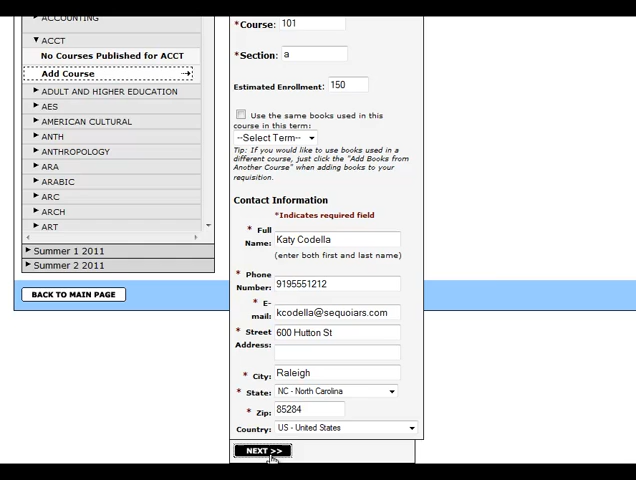 ACCOUNTING
ACCT
No Courses Published for ACCT
Add Course
ADULT AND HIGHER EDUCATION
AES
AMERICAN CULTURAL
ANTH
ANTHROPOLOGY
ARA
ARABIC
ARC
ARCH
ART
Summer 1 2011
Summer 2 2011
BACK TO MAIN PAGE
*Course: 101
*Section: a
Estimated Enrollment: 150
Use the same books used in this
course in this term:
--Select Term--
Tip: If you would like to use books used in a
different course, just click the "Add Books from
Another Course" when adding books to your
requisition.
Contact Information
*Indicates required field
* Full
Name: Katy Codella
(enter both first and last name)
* Phone
Number: 9195551212
* E-
mail: kcodella@sequoiars.com
* Street 600 Hutton St
Address:
* City: Raleigh
* State: NC - North Carolina
* Zip: 85284
Country: US - United States
NEXT >>